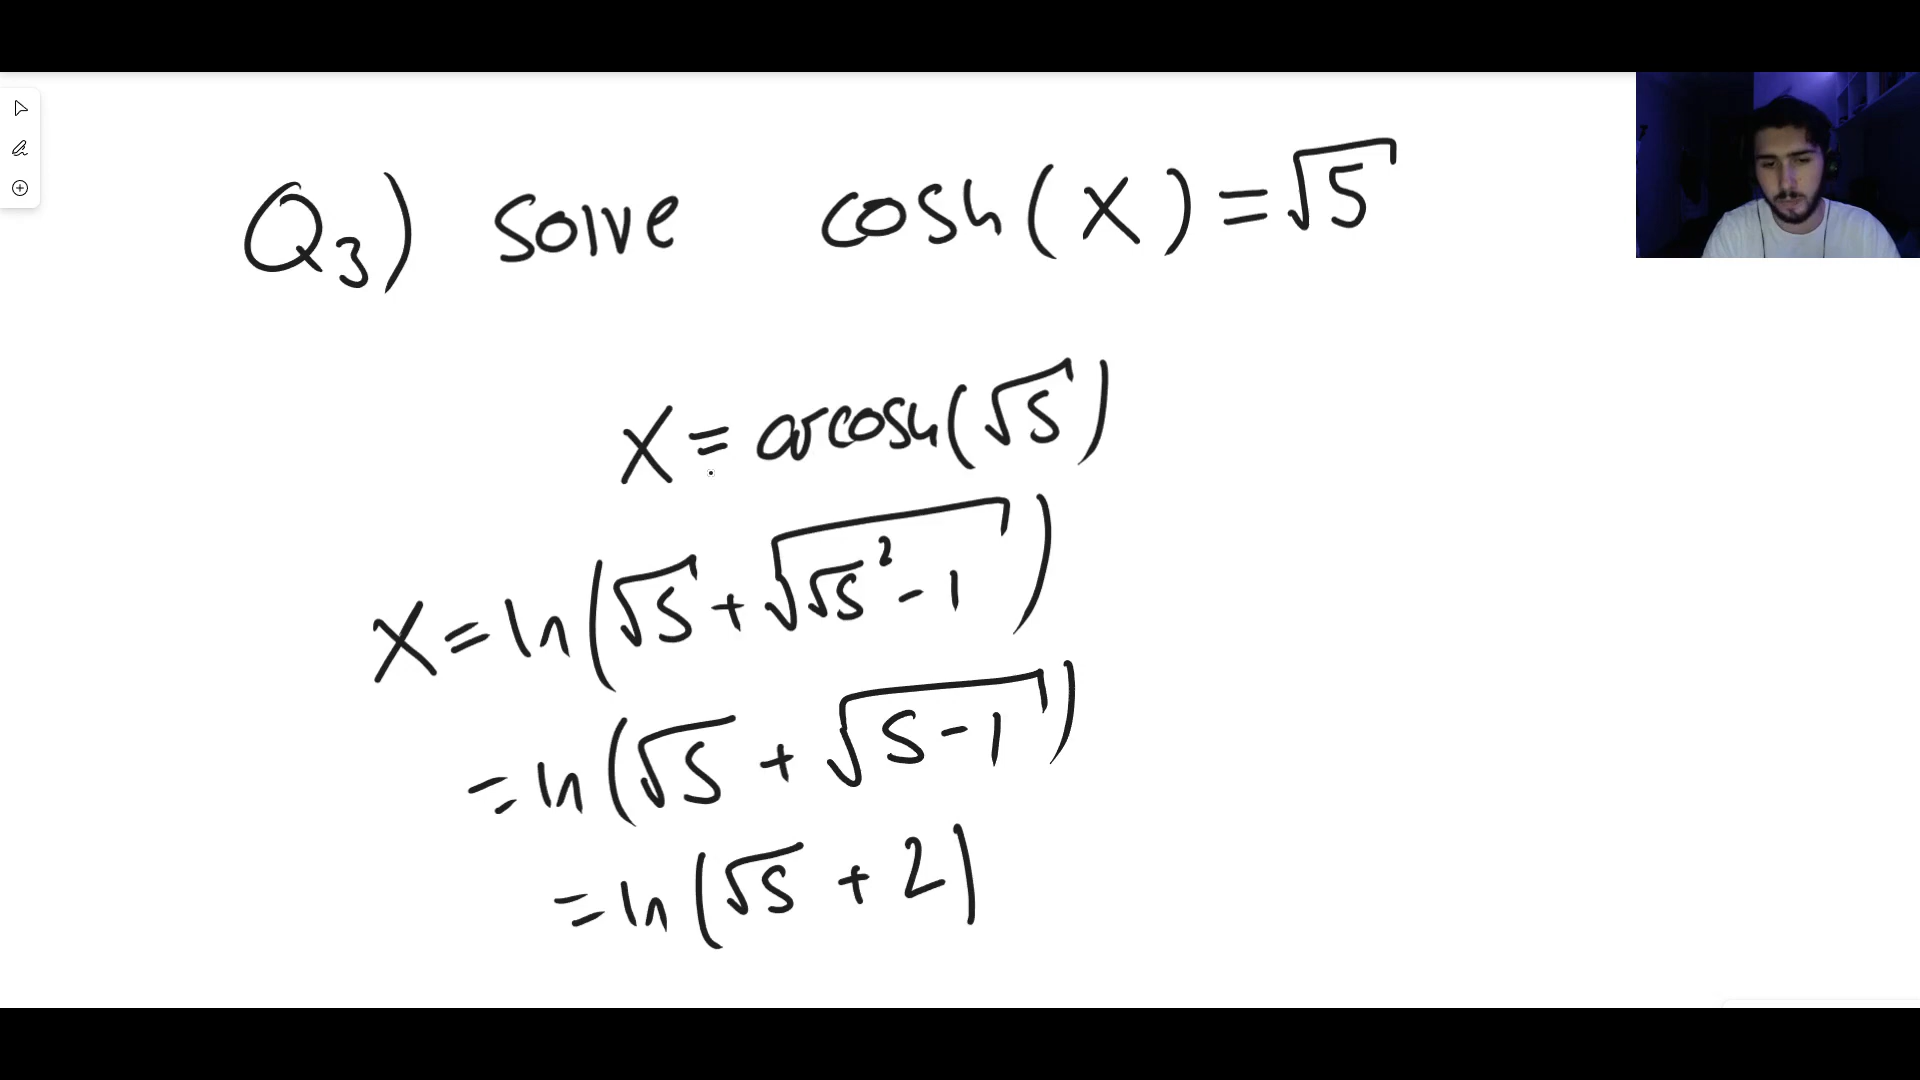 Q3) solve cosh(x) = √5
x = arcosh(√5)
x = ln(√5 + √(√5² - 1))
= ln(√5 + √(5 - 1))
= ln(√5 + 2)